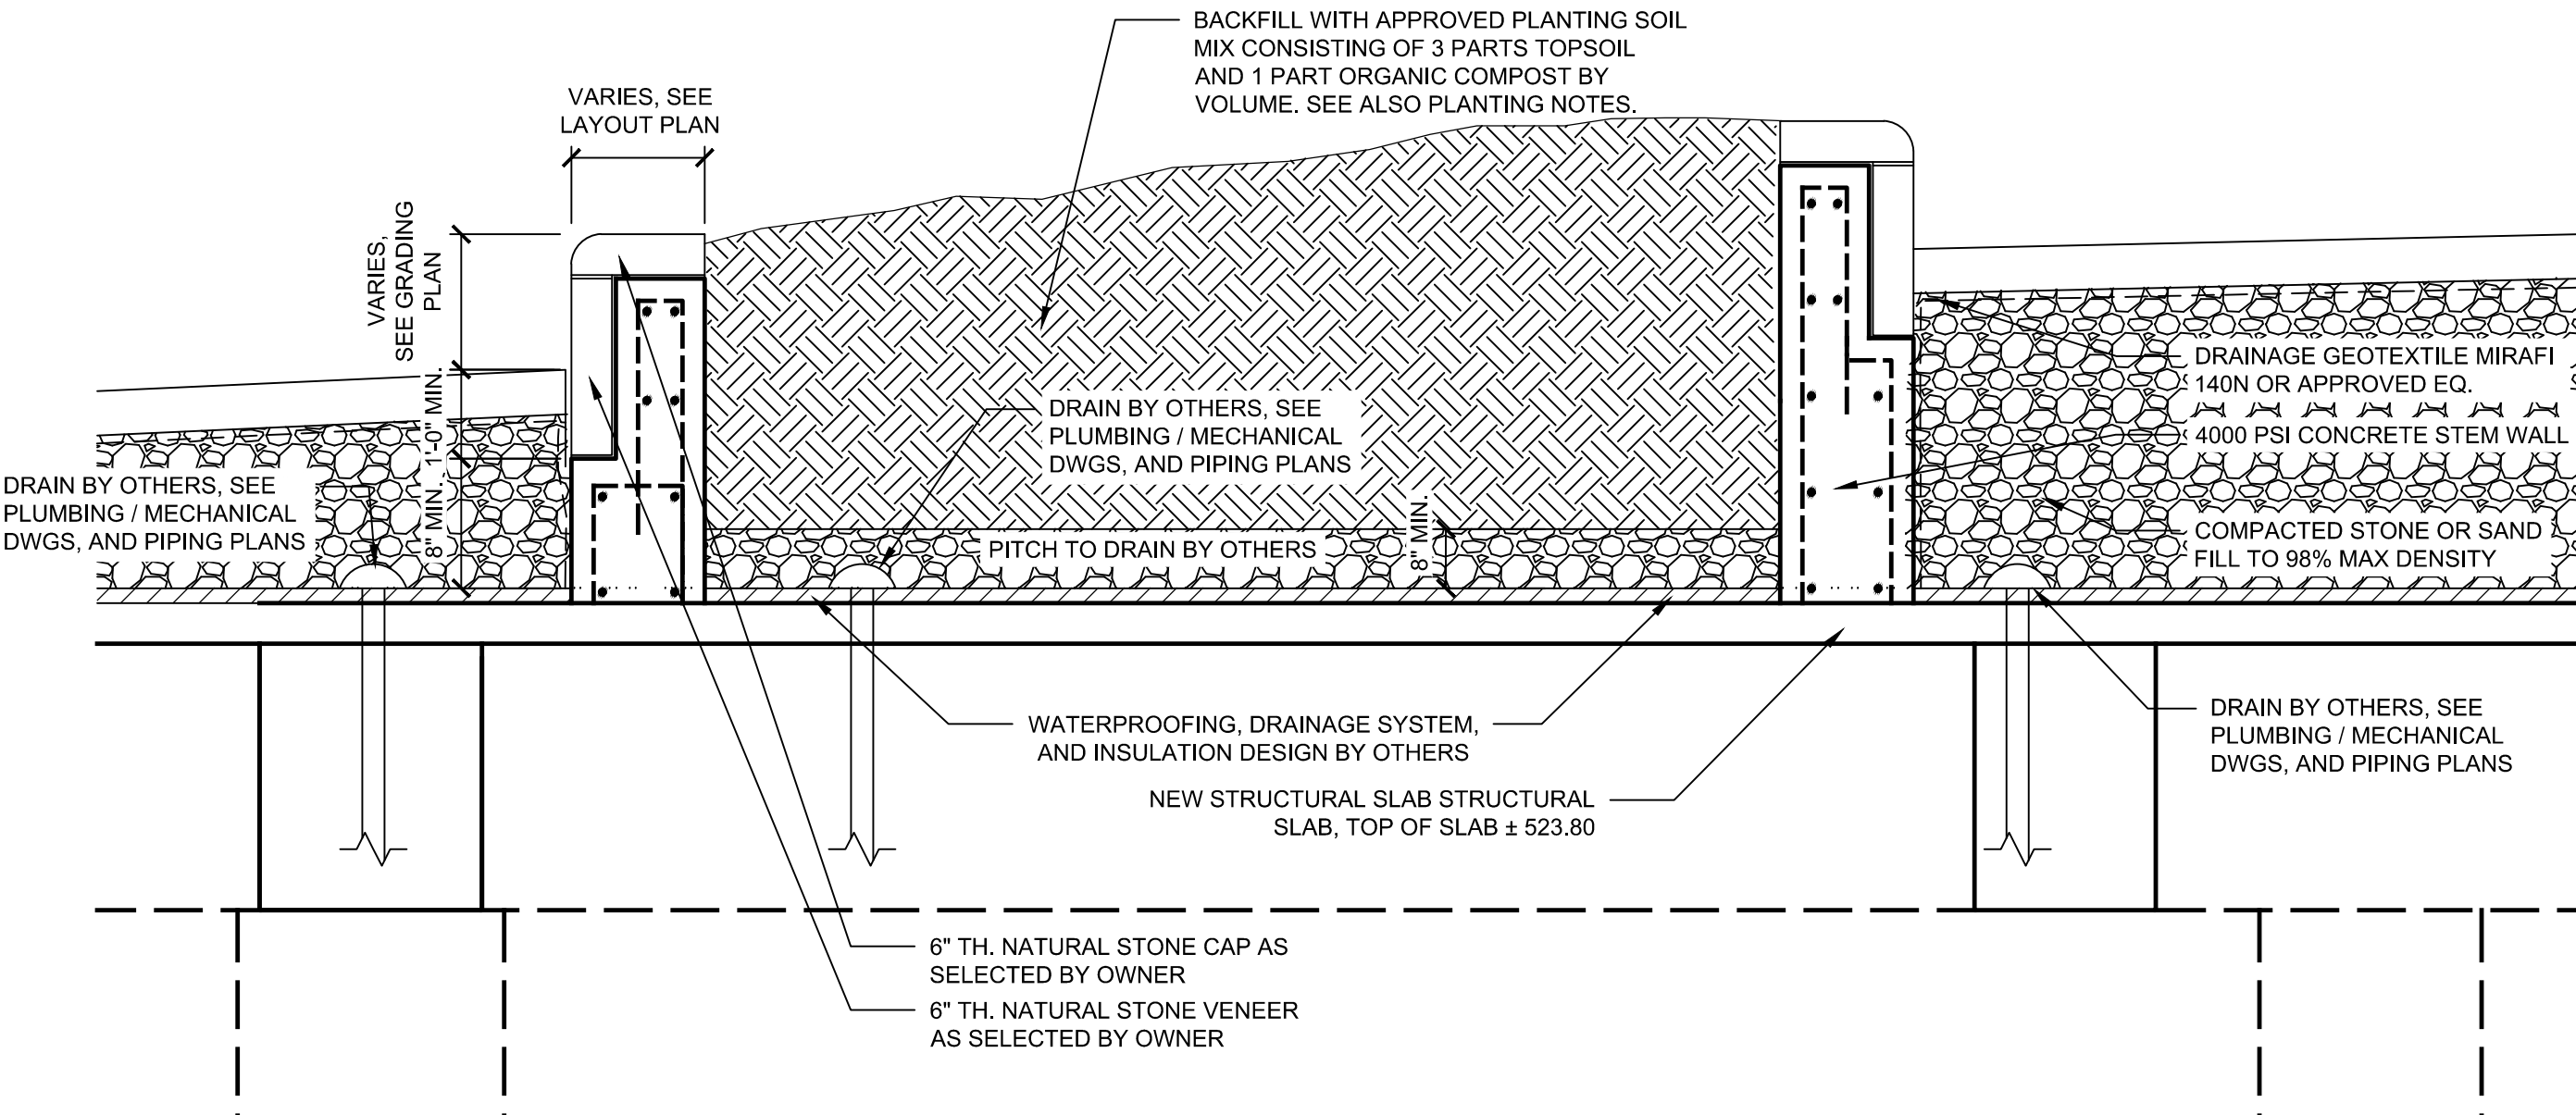 BACKFILL WITH APPROVED PLANTING SOIL
MIX CONSISTING OF 3 PARTS TOPSOIL
AND 1 PART ORGANIC COMPOST BY
VOLUME. SEE ALSO PLANTING NOTES.
VARIES, SEE
LAYOUT PLAN
VARIES,
SEE GRADING
PLAN
1'-0" MIN.
8" MIN.
DRAIN BY OTHERS, SEE
PLUMBING / MECHANICAL
DWGS, AND PIPING PLANS
DRAIN BY OTHERS, SEE
PLUMBING / MECHANICAL
DWGS, AND PIPING PLANS
PITCH TO DRAIN BY OTHERS
8" MIN.
DRAINAGE GEOTEXTILE MIRAFI
140N OR APPROVED EQ.
4000 PSI CONCRETE STEM WALL
COMPACTED STONE OR SAND
FILL TO 98% MAX DENSITY
WATERPROOFING, DRAINAGE SYSTEM,
AND INSULATION DESIGN BY OTHERS
DRAIN BY OTHERS, SEE
PLUMBING / MECHANICAL
DWGS, AND PIPING PLANS
NEW STRUCTURAL SLAB STRUCTURAL
SLAB, TOP OF SLAB ± 523.80
6" TH. NATURAL STONE CAP AS
SELECTED BY OWNER
6" TH. NATURAL STONE VENEER
AS SELECTED BY OWNER